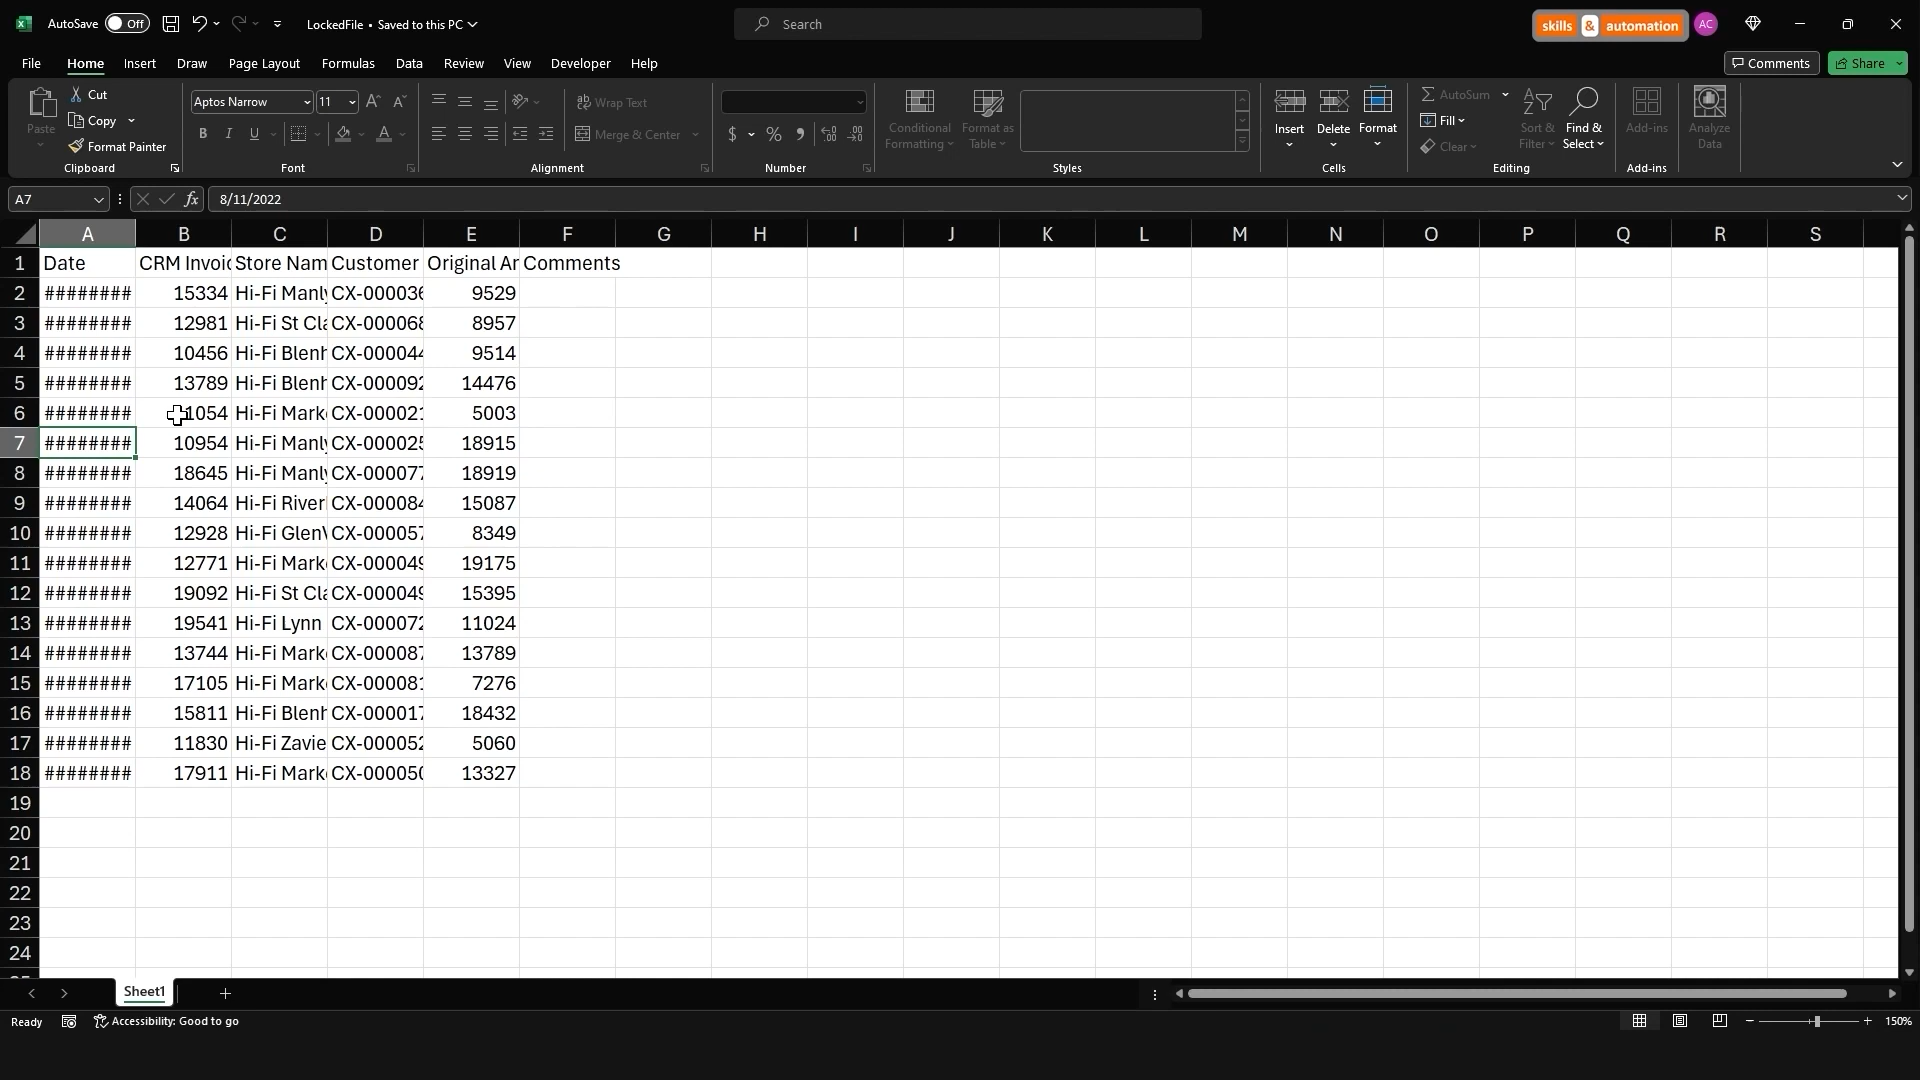 AutoSave Off LockedFile • Saved to this PC Search skills & automation AC
File Home Insert Draw Page Layout Formulas Data Review View Developer Help Comments Share
Paste Cut Copy Format Painter Clipboard
Aptos Narrow 11 A A B I U A Font
ab Wrap Text Merge & Center Alignment
$ % , Number
Conditional Formatting Format as Table Styles
Insert Delete Format Cells
AutoSum Fill Clear Sort & Filter Find & Select Editing
Add-ins Add-ins Analyze Data
A7 fx 8/11/2022
A B C D E F G H I J K L M N O P Q R S
1 Date CRM Invoic Store Nam Customer Original Ar Comments
2 ######## 15334 Hi-Fi Manly CX-000036 9529
3 ######## 12981 Hi-Fi St Cla CX-000068 8957
4 ######## 10456 Hi-Fi Blenh CX-000044 9514
5 ######## 13789 Hi-Fi Blenh CX-000092 14476
6 ######## 1054 Hi-Fi Marke CX-000021 5003
7 ######## 10954 Hi-Fi Manly CX-000025 18915
8 ######## 18645 Hi-Fi Manly CX-000077 18919
9 ######## 14064 Hi-Fi River CX-000084 15087
10 ######## 12928 Hi-Fi GlenV CX-000057 8349
11 ######## 12771 Hi-Fi Marke CX-000049 19175
12 ######## 19092 Hi-Fi St Cla CX-000049 15395
13 ######## 19541 Hi-Fi Lynn CX-000072 11024
14 ######## 13744 Hi-Fi Marke CX-000087 13789
15 ######## 17105 Hi-Fi Marke CX-000081 7276
16 ######## 15811 Hi-Fi Blenh CX-000017 18432
17 ######## 11830 Hi-Fi Zavie CX-000052 5060
18 ######## 17911 Hi-Fi Marke CX-000050 13327
19
20
21
22
23
24
Sheet1
Ready Accessibility: Good to go 150%